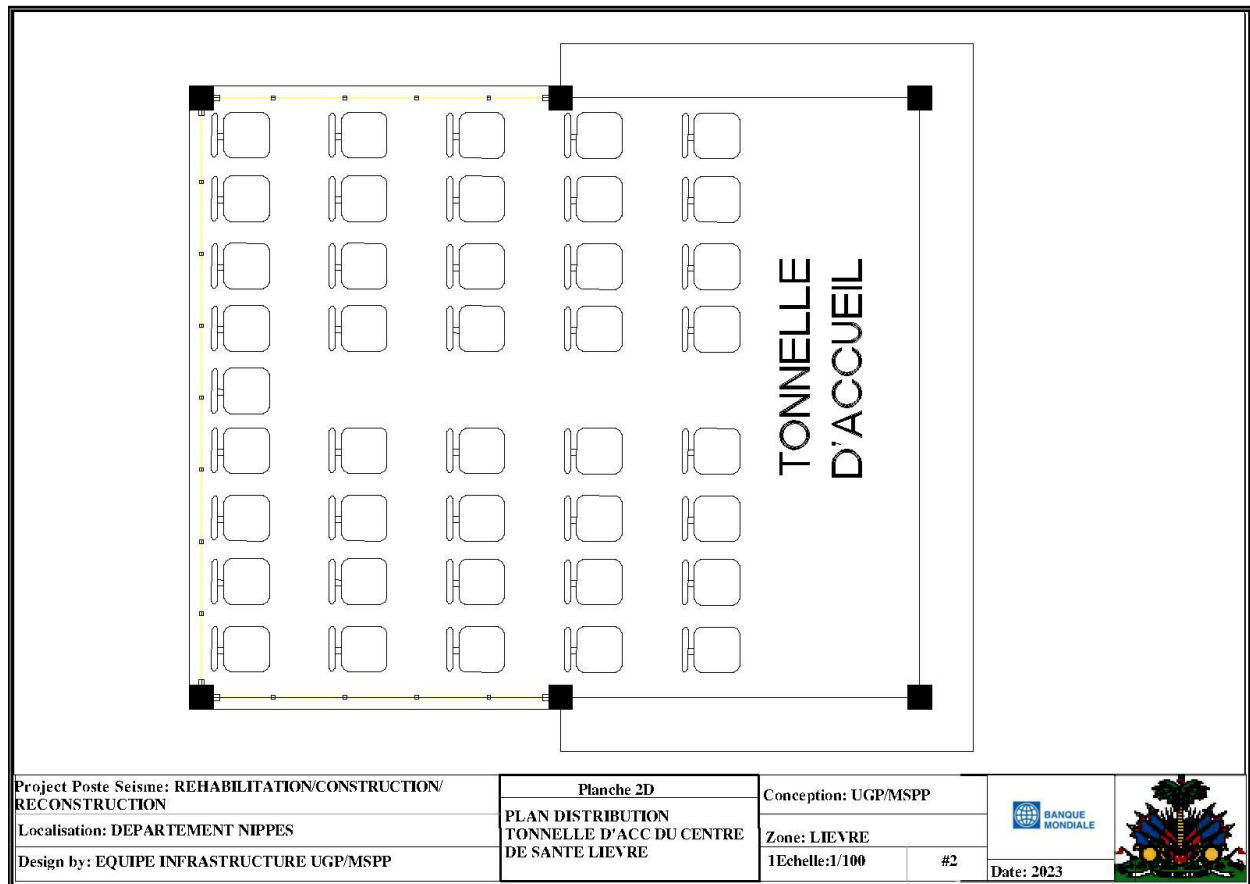 TONNELLE
D'ACCUEIL
Project Poste Seisme: REHABILITATION/CONSTRUCTION/
RECONSTRUCTION
Localisation: DEPARTEMENT NIPPES
Design by: EQUIPE INFRASTRUCTURE UGP/MSPP
Planche 2D
PLAN DISTRIBUTION
TONNELLE D'ACC DU CENTRE
DE SANTE LIEVRE
Conception: UGP/MSPP
Zone: LIEVRE
1Echelle:1/100
#2
BANQUE
MONDIALE
Date: 2023